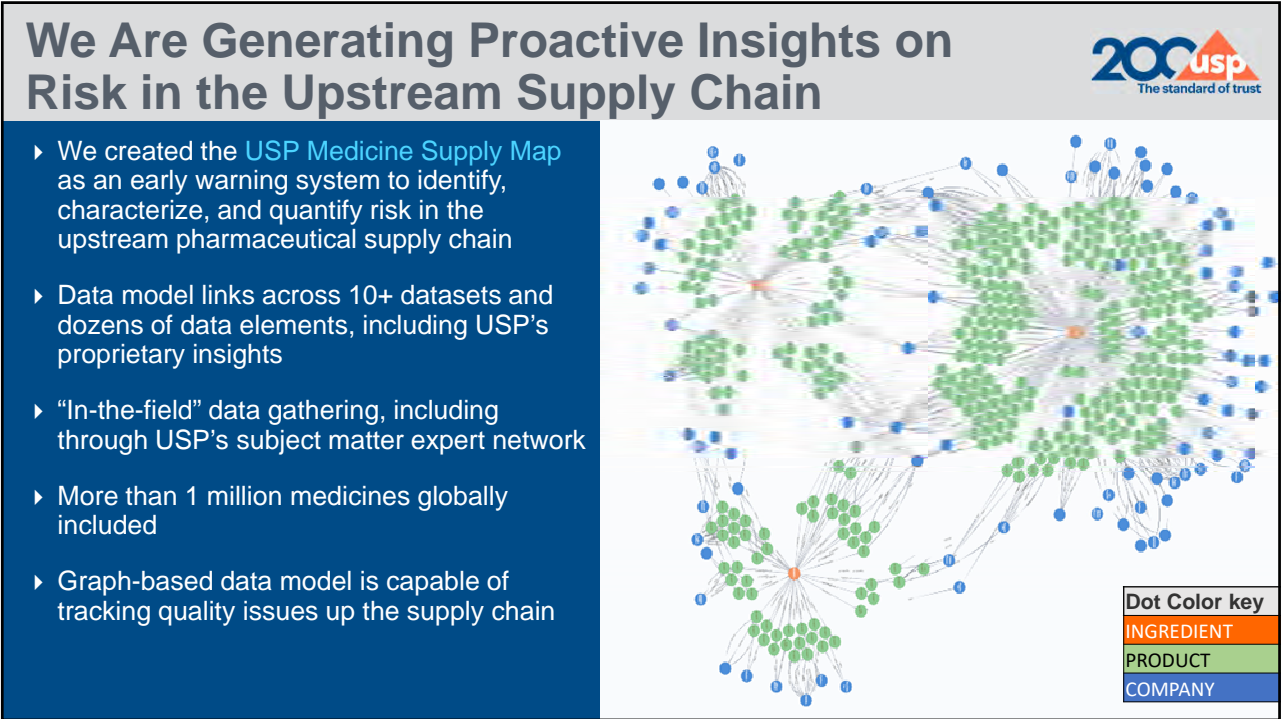 We Are Generating Proactive Insights on
Risk in the Upstream Supply Chain
200 usp
The standard of trust
We created the USP Medicine Supply Map
as an early warning system to identify,
characterize, and quantify risk in the
upstream pharmaceutical supply chain
Data model links across 10+ datasets and
dozens of data elements, including USP’s
proprietary insights
“In-the-field” data gathering, including
through USP’s subject matter expert network
More than 1 million medicines globally
included
Graph-based data model is capable of
tracking quality issues up the supply chain
Dot Color key
INGREDIENT
PRODUCT
COMPANY